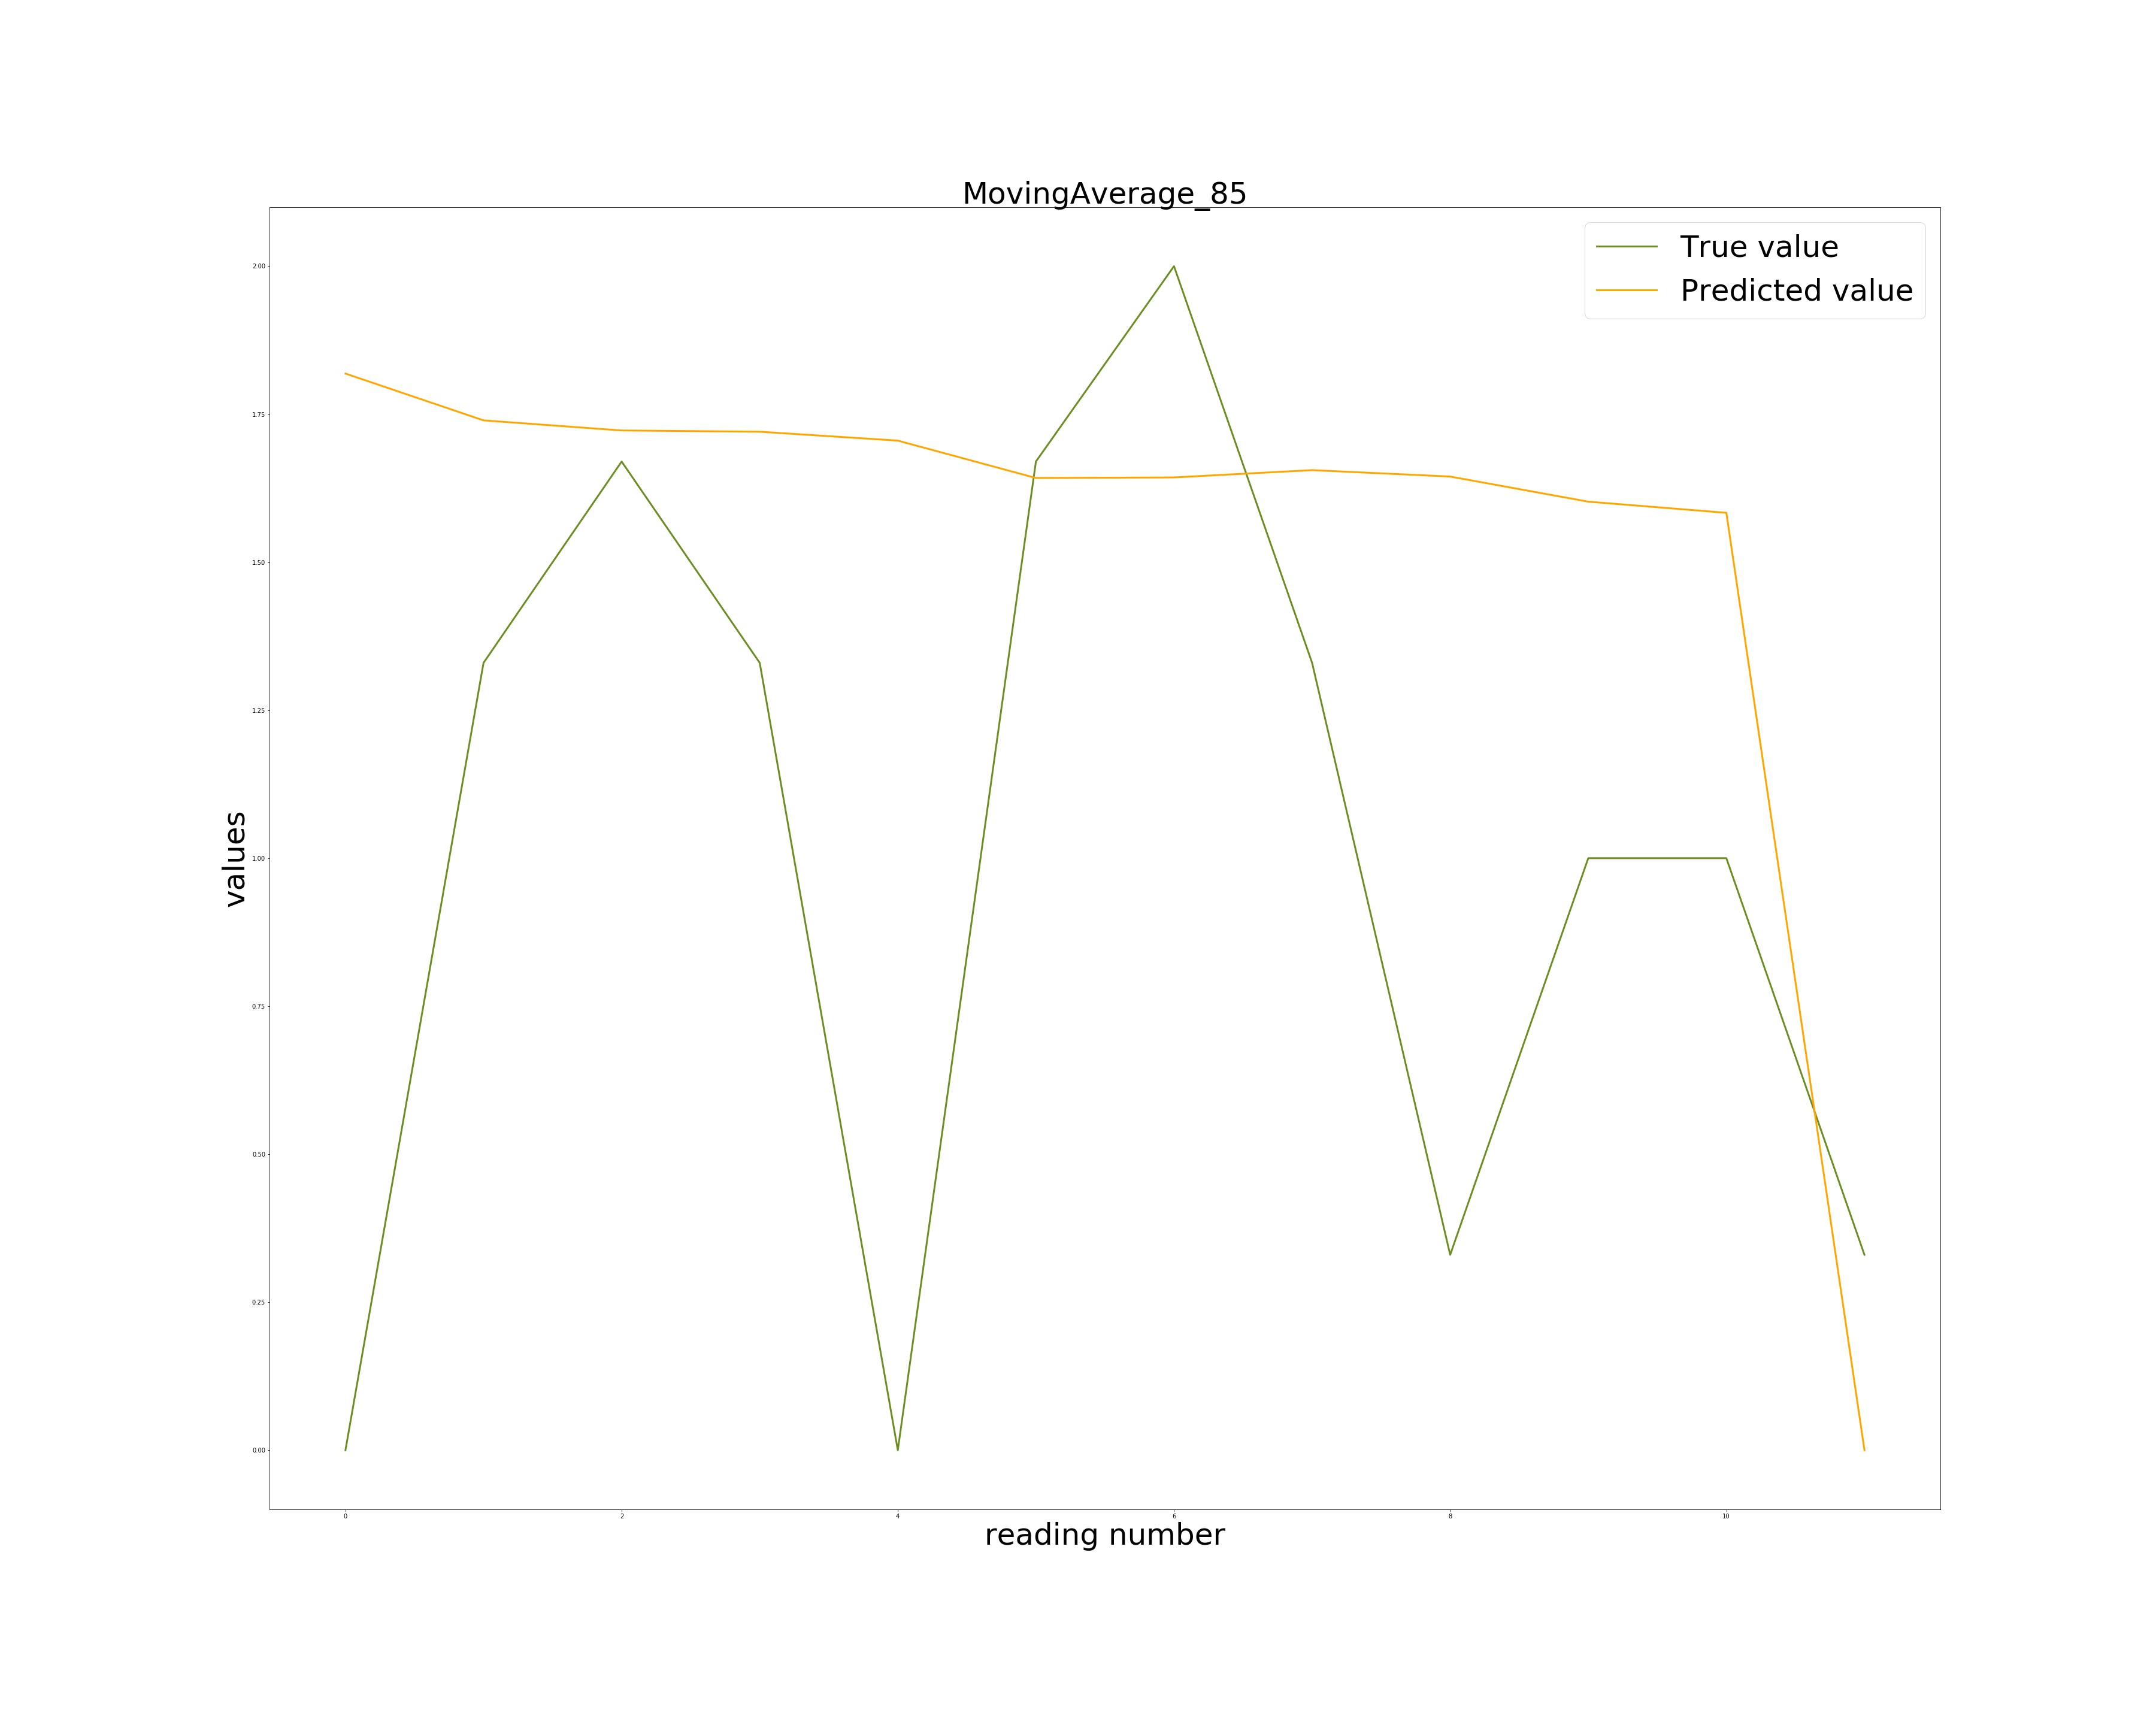 MovingAverage_85
True value
Predicted value
2.00
1.75
1.50
1.25
1.00
0.75
0.50
0.25
0.00
values
0 2 4 6 8 10
reading number